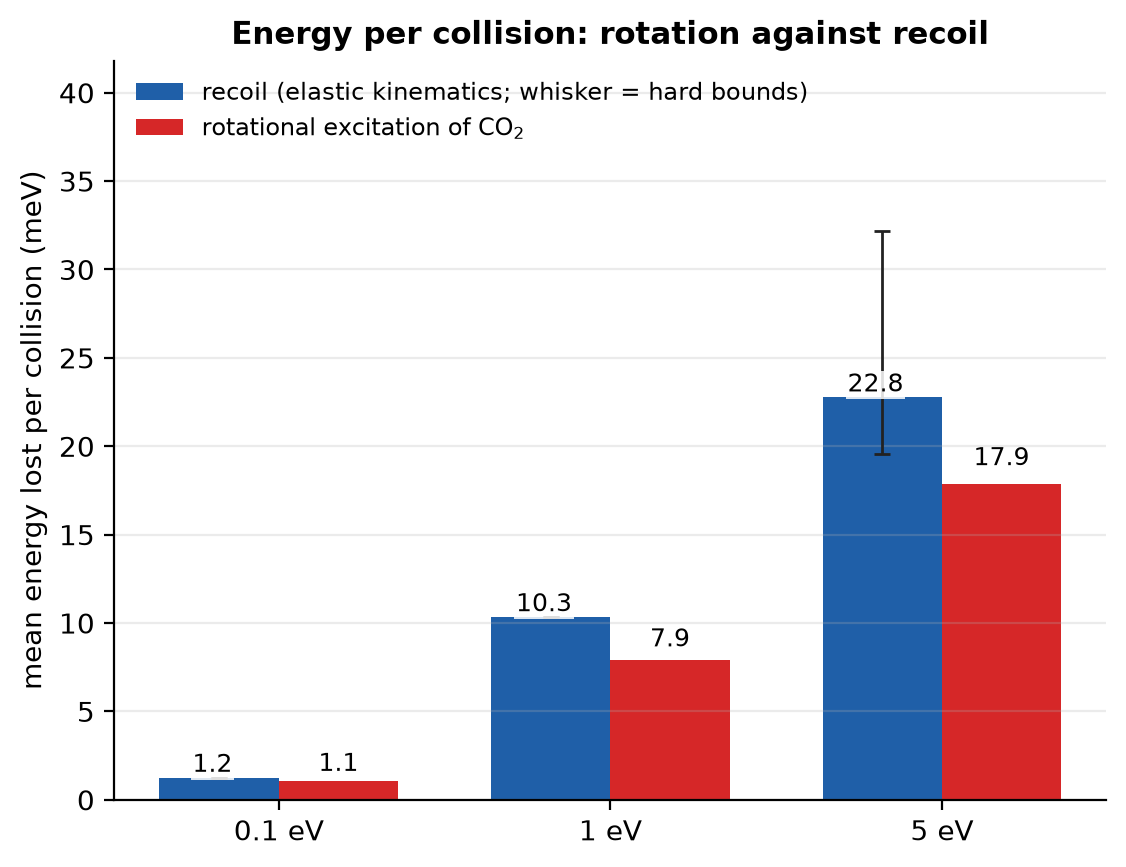 Energy per collision: rotation against recoil
mean energy lost per collision (meV)
40
35
30
25
20
15
10
5
0
recoil (elastic kinematics; whisker = hard bounds)
rotational excitation of CO₂
1.2
1.1
10.3
7.9
22.8
17.9
0.1 eV
1 eV
5 eV